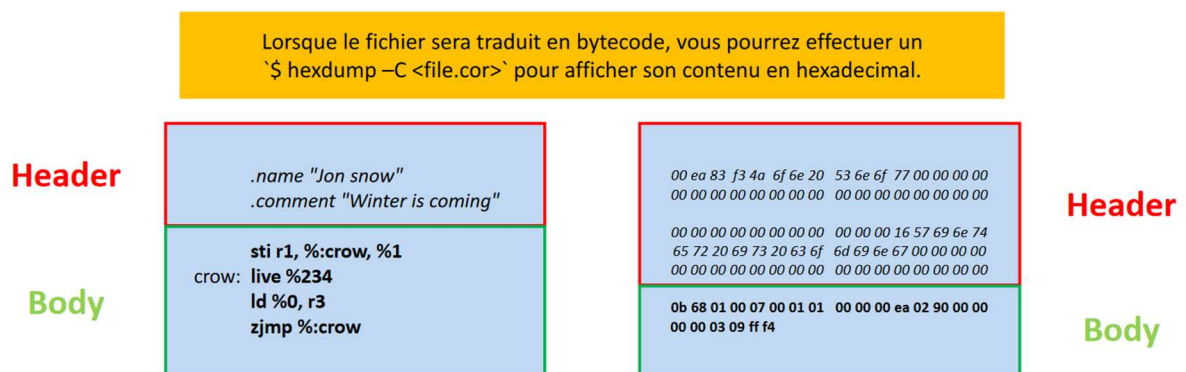 Lorsque le fichier sera traduit en bytecode, vous pourrez effectuer un
`$ hexdump –C <file.cor>` pour afficher son contenu en hexadecimal.
Header
.name "Jon snow"
.comment "Winter is coming"
Body
sti r1, %:crow, %1
crow: live %234
ld %0, r3
zjmp %:crow
00 ea 83 f3 4a 6f 6e 20 53 6e 6f 77 00 00 00 00
00 00 00 00 00 00 00 00 00 00 00 00 00 00 00 00
00 00 00 00 00 00 00 00 00 00 00 16 57 69 6e 74
65 72 20 69 73 20 63 6f 6d 69 6e 67 00 00 00 00
00 00 00 00 00 00 00 00 00 00 00 00 00 00 00 00
Header
0b 68 01 00 07 00 01 01 00 00 00 ea 02 90 00 00
00 00 03 09 ff f4
Body